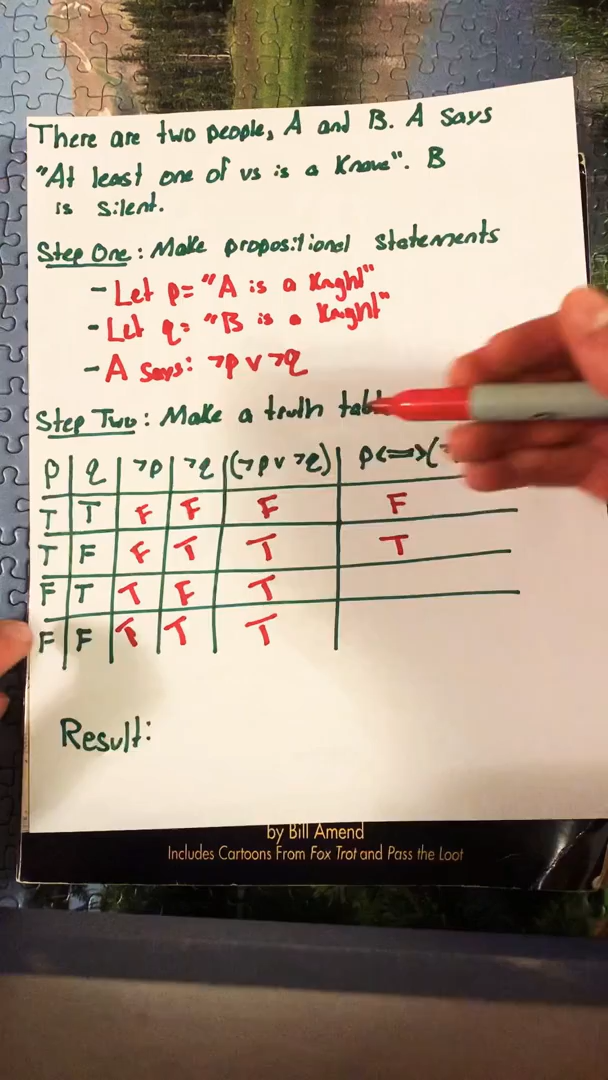 There are two people, A and B. A says
"At least one of us is a Knave". B
is silent.
Step One: Make propositional statements
- Let p = "A is a Knight"
- Let q = "B is a Knight"
- A says: ¬p ∨ ¬q
Step Two: Make a truth
p q ¬p ¬q (¬p ∨ ¬q) p<=>(
T T F F F F
T F F T T T
F T T F T
F F T T T
Result:
by Bill Amend
Includes Cartoons From Fox Trot and Pass the Loot